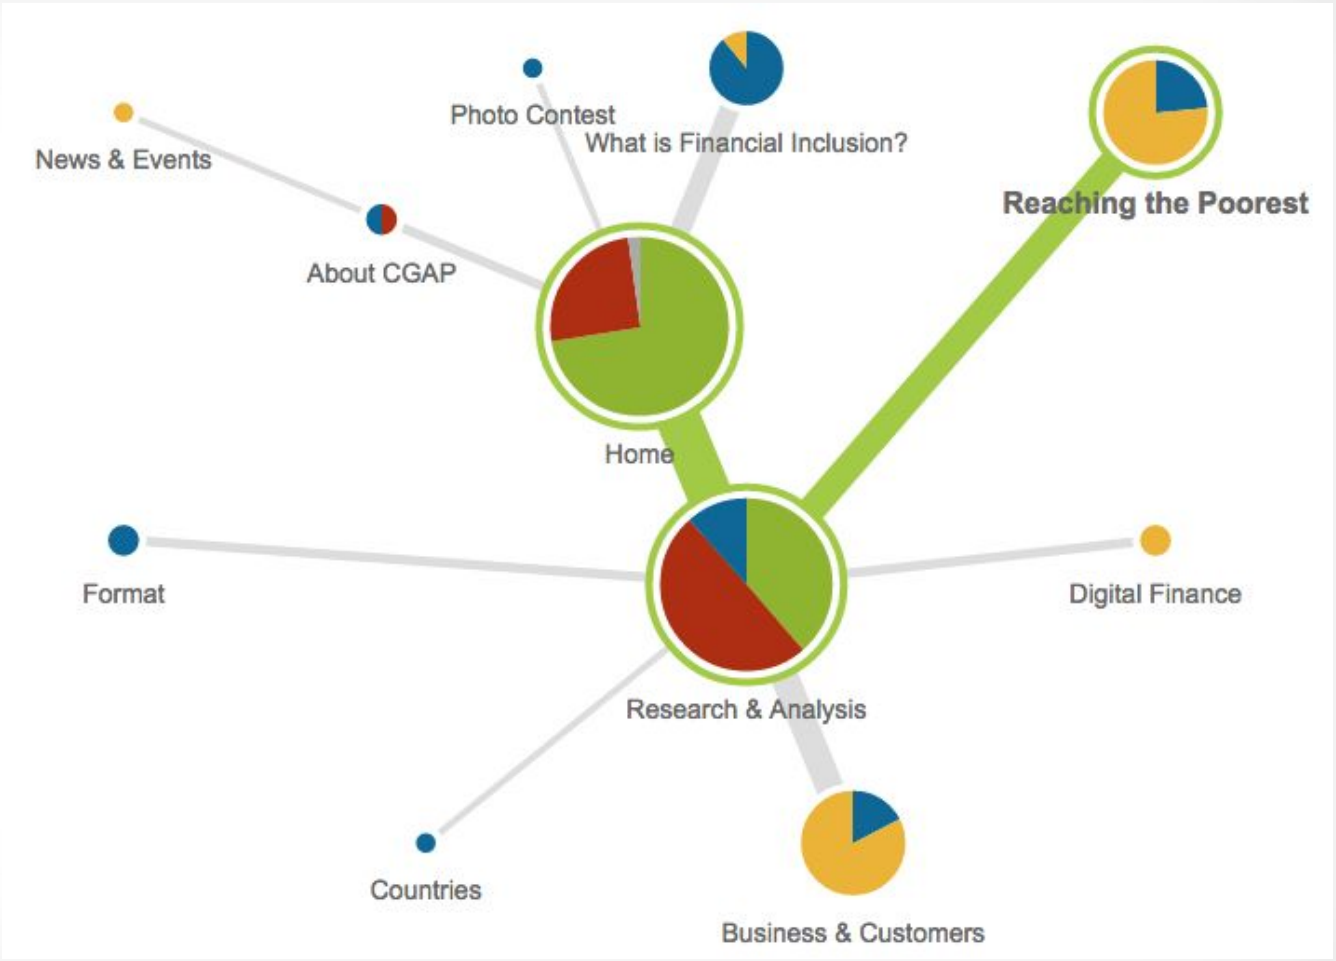 Photo Contest
What is Financial Inclusion?
News & Events
Reaching the Poorest
About CGAP
Home
Format
Digital Finance
Research & Analysis
Countries
Business & Customers